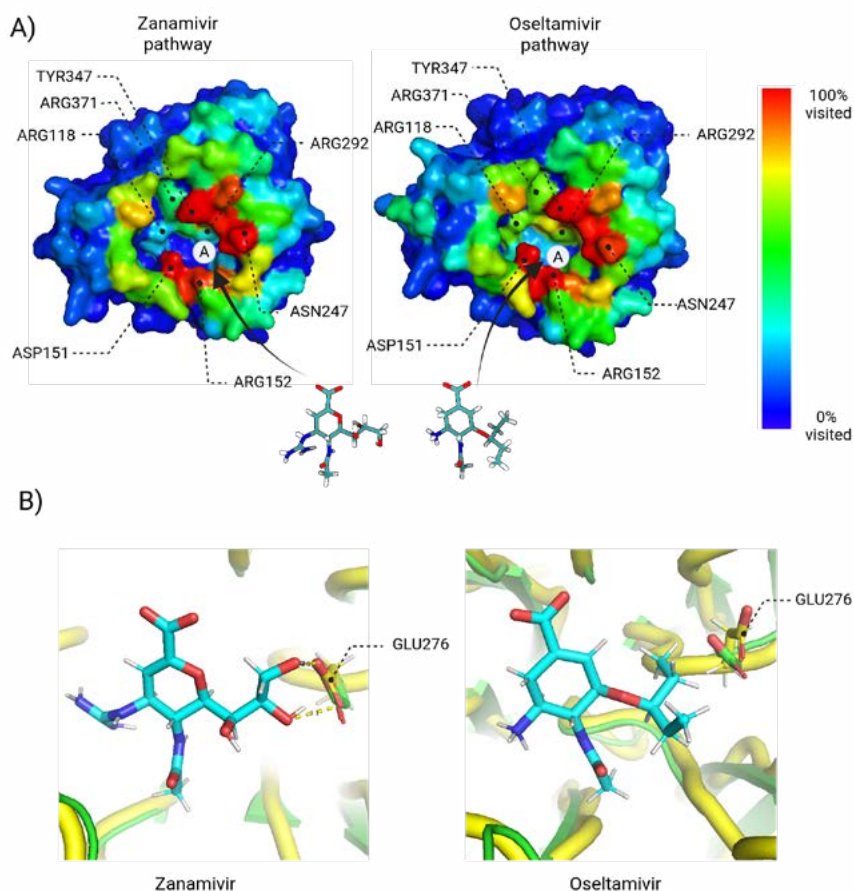 A)
Zanamivir
pathway
Oseltamivir
pathway
TYR347
ARG371
ARG118
ARG292
A
ASP151
ARG152
ASN247
TYR347
ARG371
ARG118
ARG292
A
ASN247
ASP151
ARG152
100%
visited
0%
visited
B)
GLU276
GLU276
Zanamivir
Oseltamivir